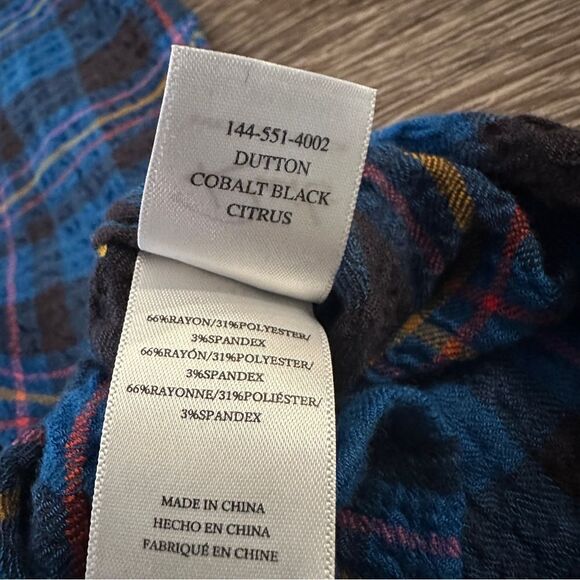 144-551-4002
DUTTON
COBALT BLACK
CITRUS
66%RAYON/31%POLYESTER/
3%SPANDEX
66%RAYÓN/31%POLYESTER/
3%SPANDEX
66%RAYONNE/31%POLIÉSTER/
3%SPANDEX
MADE IN CHINA
HECHO EN CHINA
FABRIQUÉ EN CHINE